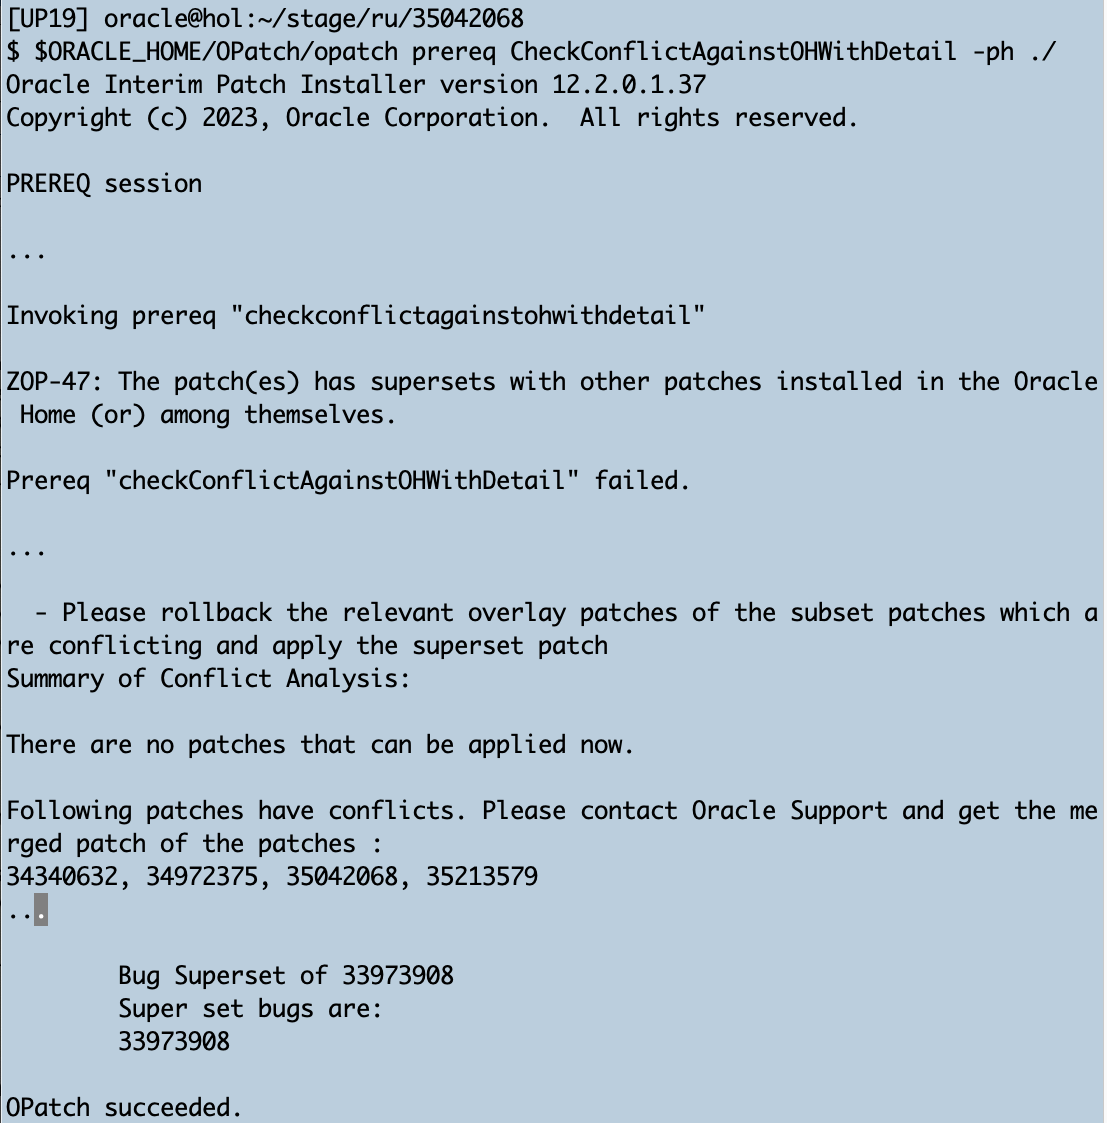 [UP19] oracle@hol:~/stage/ru/35042068
$ $ORACLE_HOME/OPatch/opatch prereq CheckConflictAgainstOHWithDetail -ph ./
Oracle Interim Patch Installer version 12.2.0.1.37
Copyright (c) 2023, Oracle Corporation.  All rights reserved.
PREREQ session
...
Invoking prereq "checkconflictagainstohwithdetail"
ZOP-47: The patch(es) has supersets with other patches installed in the Oracle
 Home (or) among themselves.
Prereq "checkConflictAgainstOHWithDetail" failed.
...
  - Please rollback the relevant overlay patches of the subset patches which a
re conflicting and apply the superset patch
Summary of Conflict Analysis:
There are no patches that can be applied now.
Following patches have conflicts. Please contact Oracle Support and get the me
rged patch of the patches :
34340632, 34972375, 35042068, 35213579
...
        Bug Superset of 33973908
        Super set bugs are:
        33973908
OPatch succeeded.